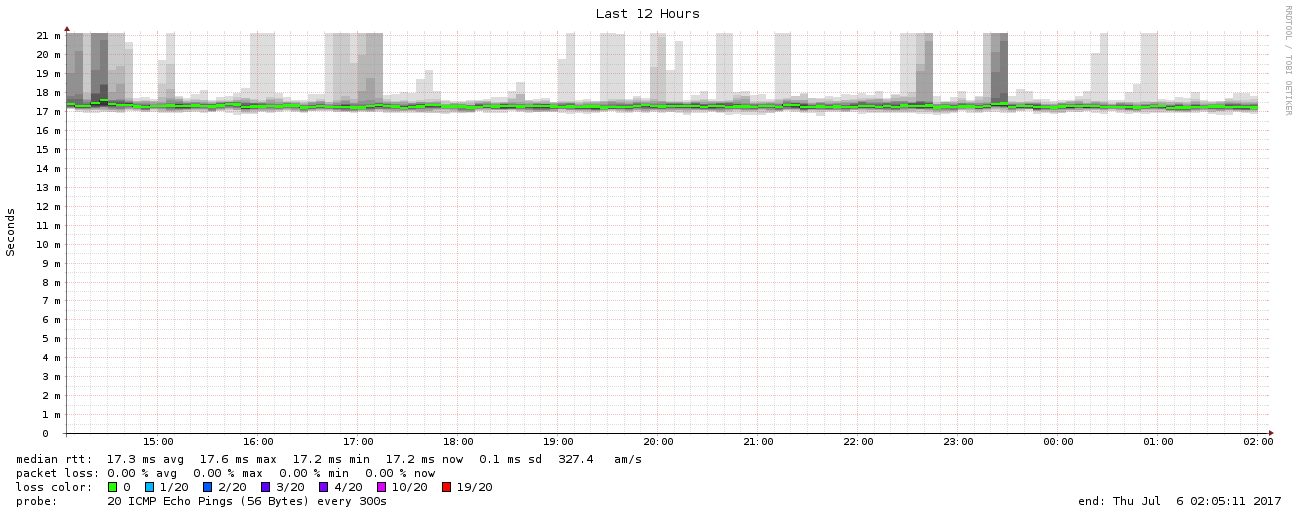 Last 12 Hours
RRDTOOL / TOBI OETIKER
Seconds
21 m
20 m
19 m
18 m
17 m
16 m
15 m
14 m
13 m
12 m
11 m
10 m
9 m
8 m
7 m
6 m
5 m
4 m
3 m
2 m
1 m
0
15:00 16:00 17:00 18:00 19:00 20:00 21:00 22:00 23:00 00:00 01:00 02:00
median rtt: 17.3 ms avg 17.6 ms max 17.2 ms min 17.2 ms now 0.1 ms sd 327.4 am/s
packet loss: 0.00 % avg 0.00 % max 0.00 % min 0.00 % now
loss color: 0 1/20 2/20 3/20 4/20 10/20 19/20
probe: 20 ICMP Echo Pings (56 Bytes) every 300s end: Thu Jul 6 02:05:11 2017